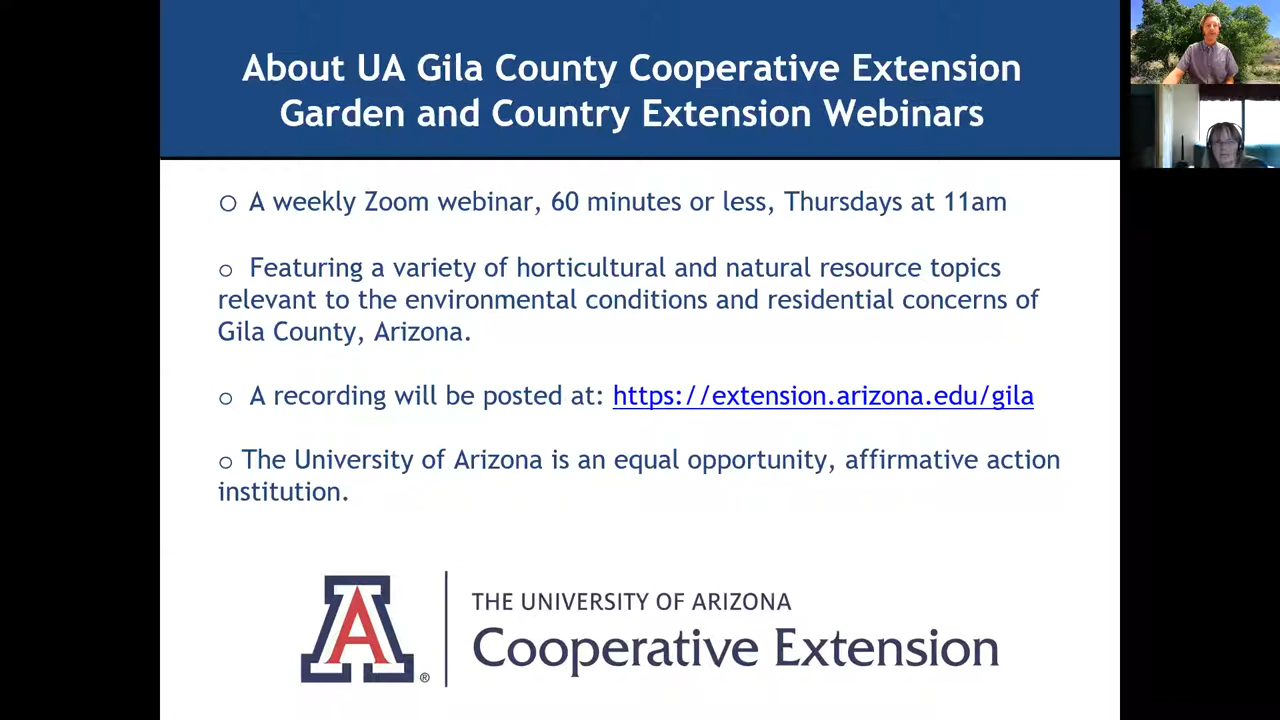 About UA Gila County Cooperative Extension
Garden and Country Extension Webinars
o A weekly Zoom webinar, 60 minutes or less, Thursdays at 11am
o Featuring a variety of horticultural and natural resource topics
relevant to the environmental conditions and residential concerns of
Gila County, Arizona.
o A recording will be posted at: https://extension.arizona.edu/gila
o The University of Arizona is an equal opportunity, affirmative action
institution.
A ®
THE UNIVERSITY OF ARIZONA
Cooperative Extension